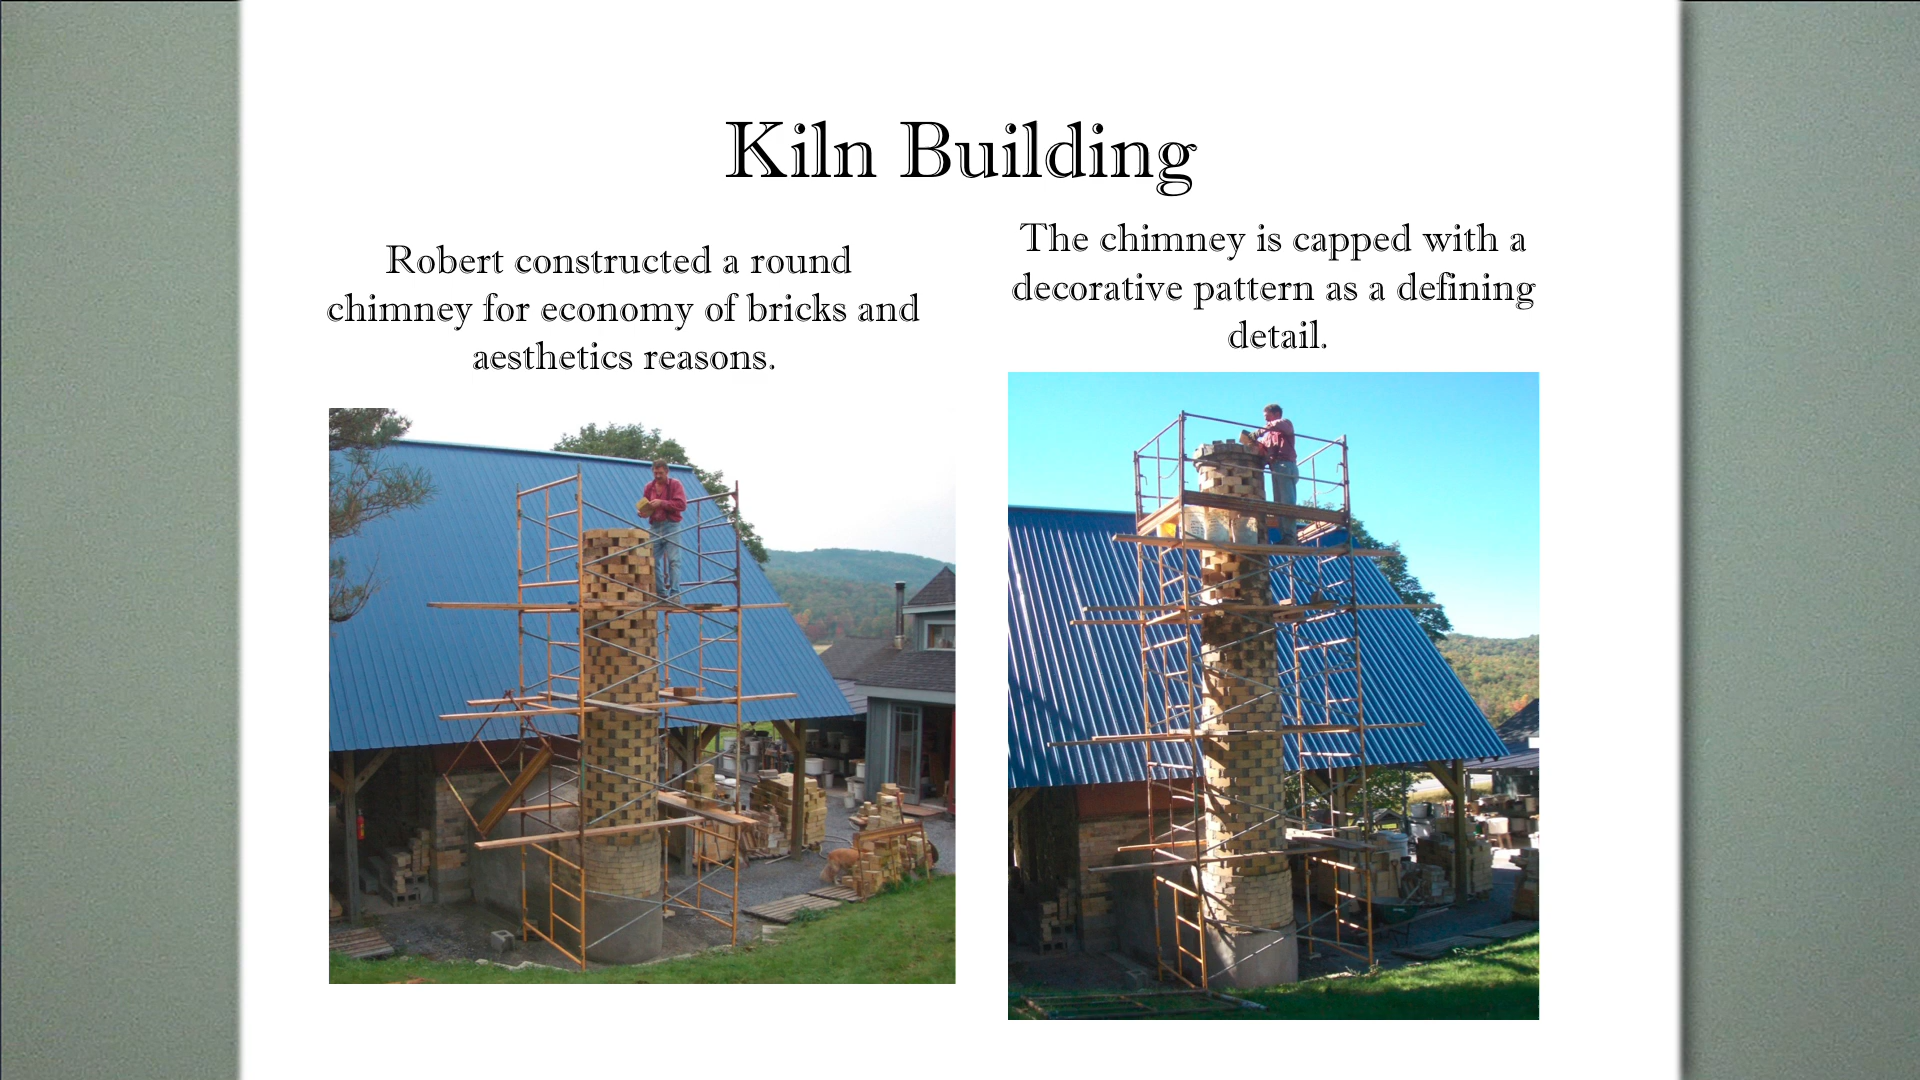 Kiln Building
Robert constructed a round
chimney for economy of bricks and
aesthetics reasons.
The chimney is capped with a
decorative pattern as a defining
detail.